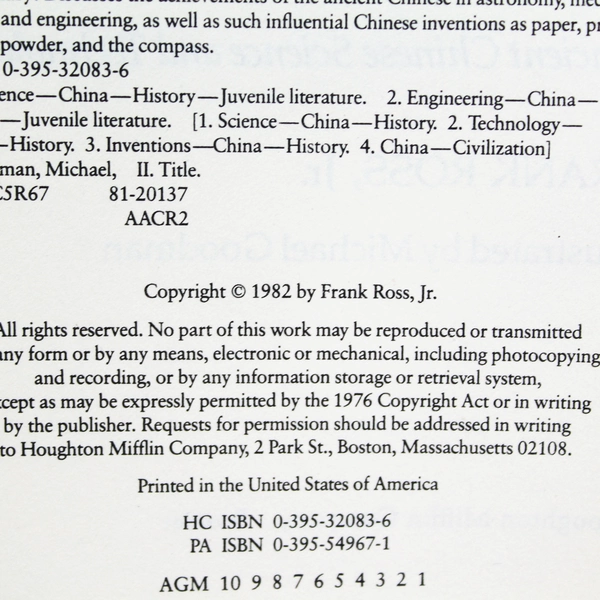 and engineering, as well as such influential Chinese inventions as paper,
powder, and the compass.
0-395-32083-6
ence—China—History—Juvenile literature. 2. Engineering—China—
—Juvenile literature. [1. Science—China—History. 2. Technology—
—History. 3. Inventions—China—History. 4. China—Civilization]
man, Michael, II. Title.
C5R67 81-20137
AACR2
Copyright © 1982 by Frank Ross, Jr.
All rights reserved. No part of this work may be reproduced or transmitted
any form or by any means, electronic or mechanical, including photocopying
and recording, or by any information storage or retrieval system,
xcept as may be expressly permitted by the 1976 Copyright Act or in writing
by the publisher. Requests for permission should be addressed in writing
to Houghton Mifflin Company, 2 Park St., Boston, Massachusetts 02108.
Printed in the United States of America
HC ISBN 0-395-32083-6
PA ISBN 0-395-54967-1
AGM 10 9 8 7 6 5 4 3 2 1